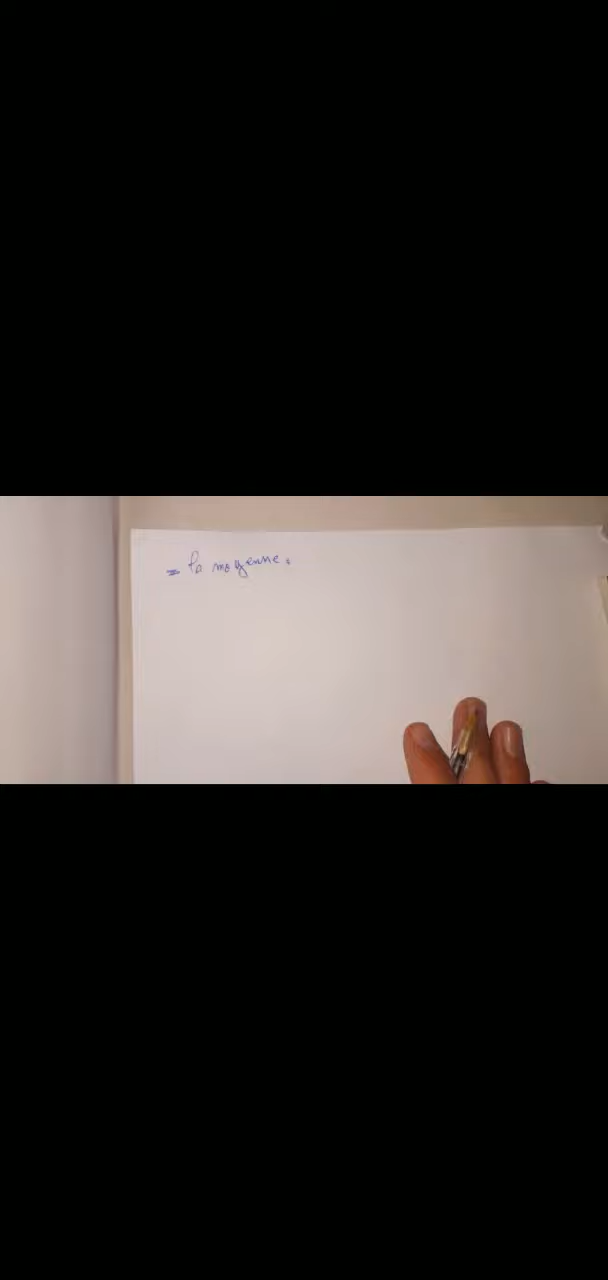 = la moyenne :